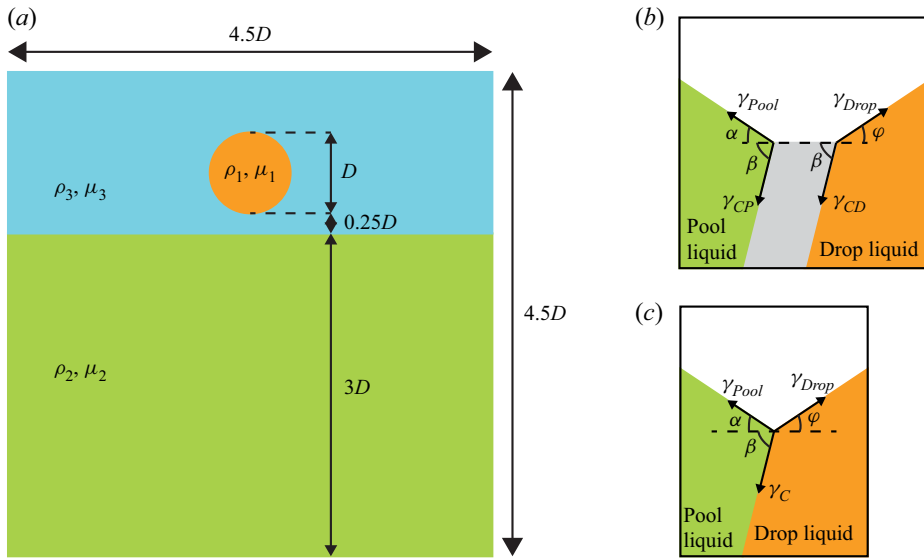 (a)
4.5D
ρ1, μ1
D
ρ3, μ3
0.25D
4.5D
ρ2, μ2
3D
(b)
γPool
γDrop
α
φ
β
β
γCP
γCD
Pool
liquid
Drop liquid
(c)
γPool
γDrop
α
φ
β
γC
Pool
liquid
Drop liquid